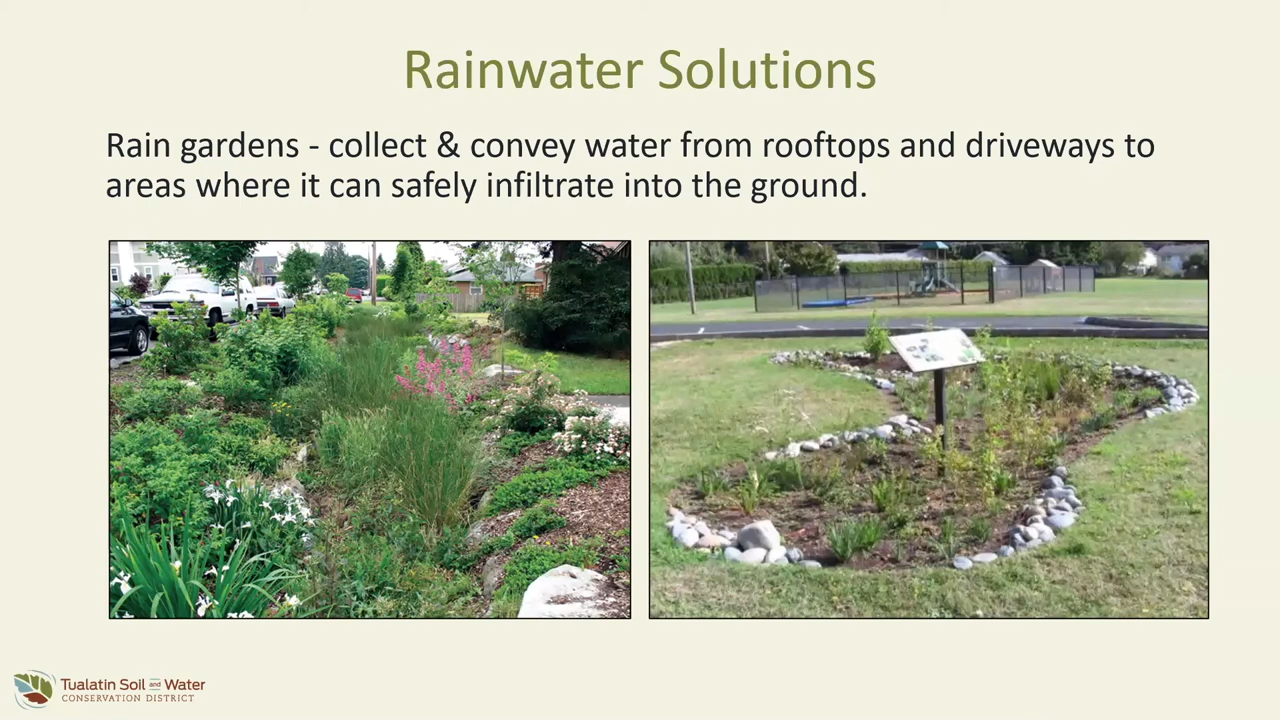 Rainwater Solutions
Rain gardens - collect & convey water from rooftops and driveways to
areas where it can safely infiltrate into the ground.
Tualatin Soil and Water
CONSERVATION DISTRICT